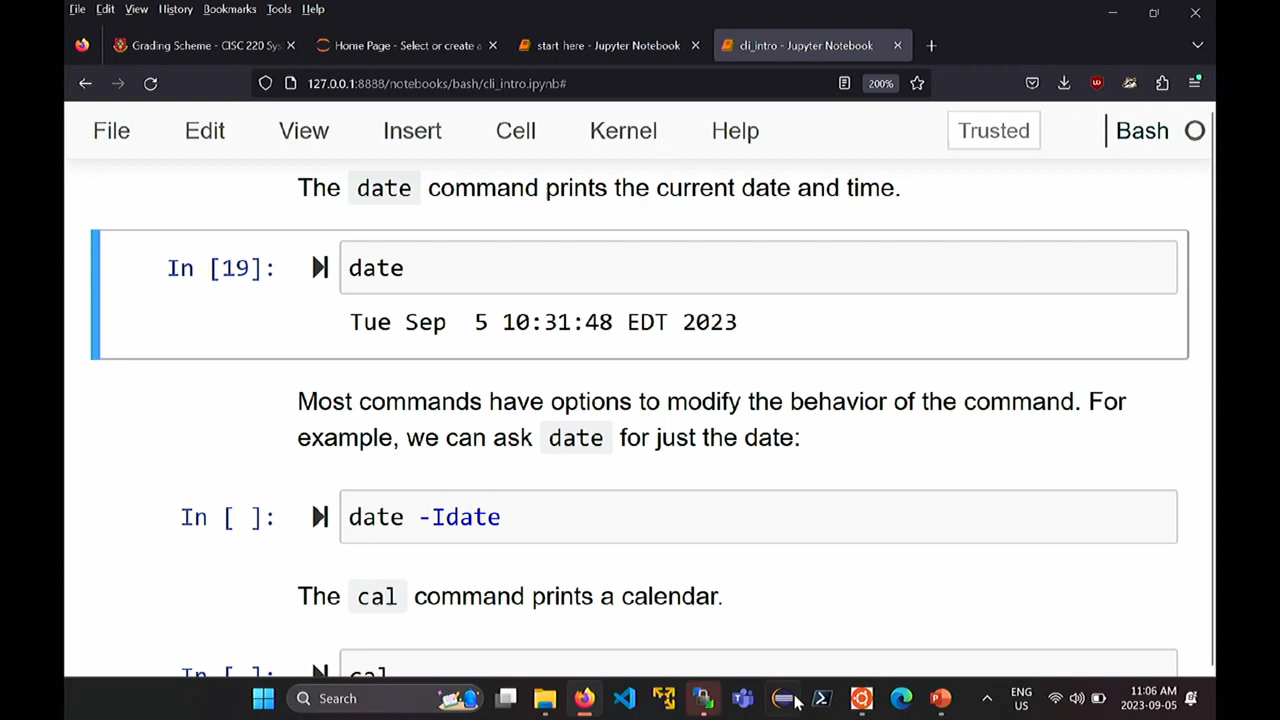 File Edit View History Bookmarks Tools Help
Grading Scheme - CISC 220 Sys
Home Page - Select or create a
start here - Jupyter Notebook
cli_intro - Jupyter Notebook
127.0.0.1:8888/notebooks/bash/cli_intro.ipynb#
200%
File Edit View Insert Cell Kernel Help Trusted Bash
The date command prints the current date and time.
In [19]: date
Tue Sep  5 10:31:48 EDT 2023
Most commands have options to modify the behavior of the command. For
example, we can ask date for just the date:
In [ ]: date -Idate
The cal command prints a calendar.
In [ ]: cal
Search
ENG
US
11:06 AM
2023-09-05